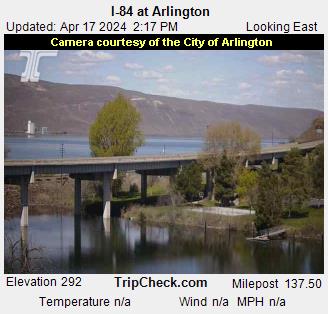 I-84 at Arlington
Updated: Apr 17 2024 2:17 PM Looking East
Camera courtesy of the City of Arlington
Elevation 292 TripCheck.com Milepost 137.50
Temperature n/a Wind n/a MPH n/a